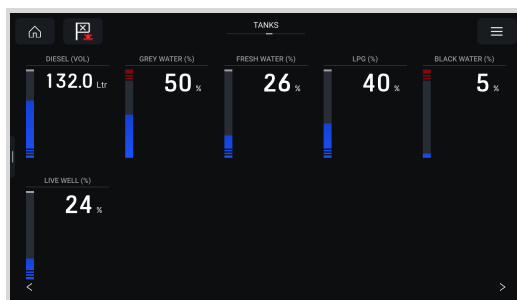 TANKS
DIESEL (VOL)
132.0 Ltr
GREY WATER (%)
50 %
FRESH WATER (%)
26 %
LPG (%)
40 %
BLACK WATER (%)
5 %
LIVE WELL (%)
24 %